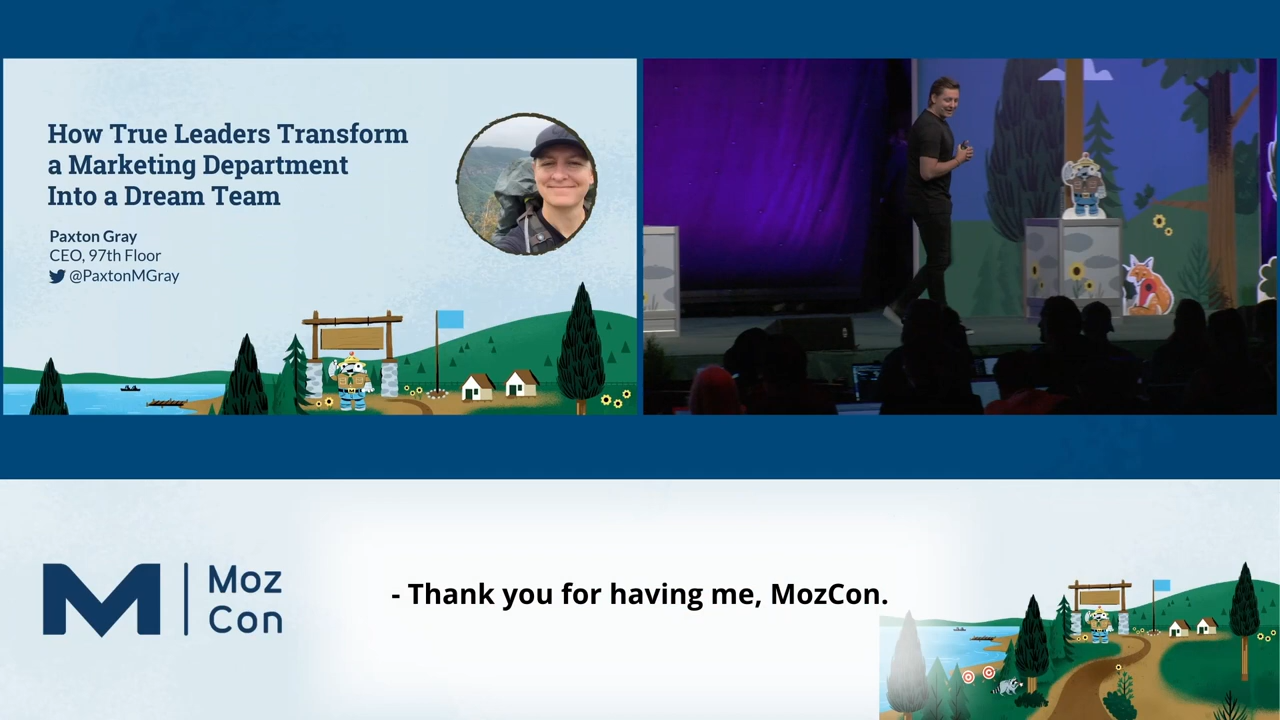 How True Leaders Transform
a Marketing Department
Into a Dream Team
Paxton Gray
CEO, 97th Floor
@PaxtonMGray
- Thank you for having me, MozCon.
M
Moz
Con